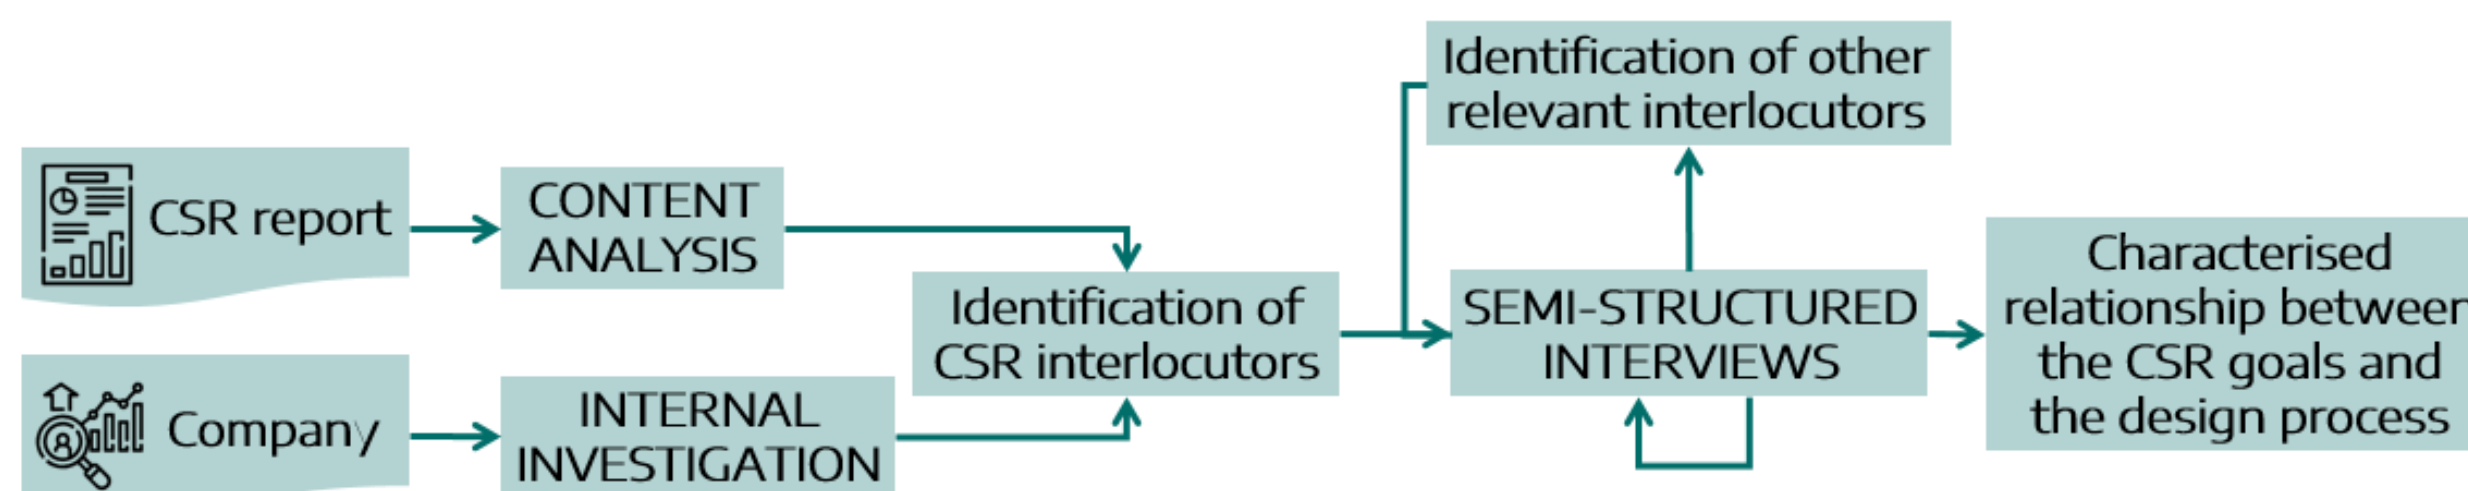 CSR report
CONTENT
ANALYSIS
Company
INTERNAL
INVESTIGATION
Identification of
CSR interlocutors
Identification of other
relevant interlocutors
SEMI-STRUCTURED
INTERVIEWS
Characterised
relationship between
the CSR goals and
the design process